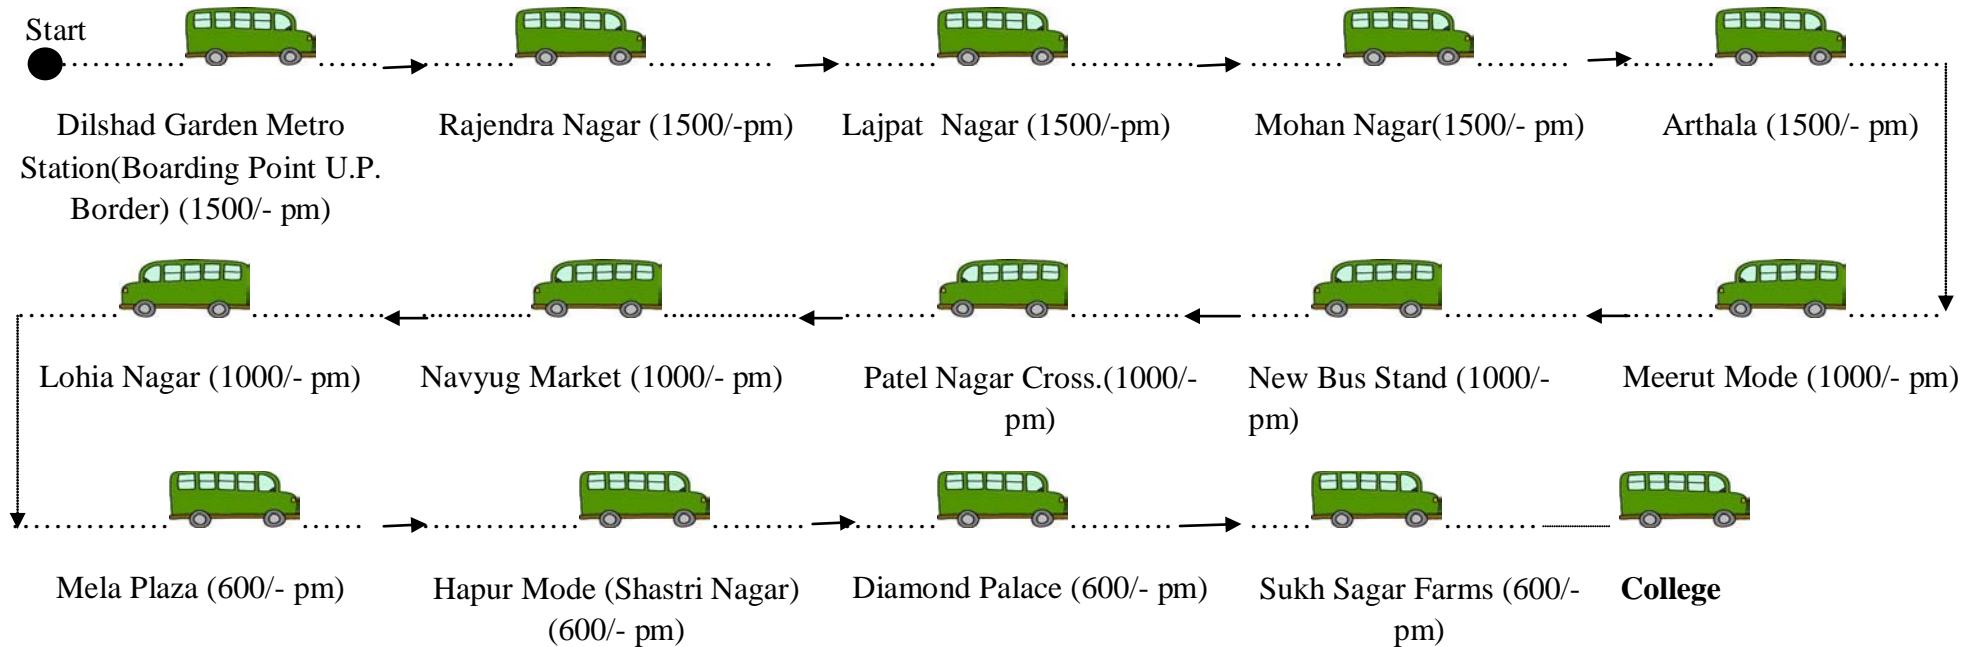 Start
Dilshad Garden Metro
Station(Boarding Point U.P.
Border) (1500/- pm)
Rajendra Nagar (1500/-pm)
Lajpat Nagar (1500/-pm)
Mohan Nagar(1500/- pm)
Arthala (1500/- pm)
Lohia Nagar (1000/- pm)
Navyug Market (1000/- pm)
Patel Nagar Cross.(1000/-
pm)
New Bus Stand (1000/-
pm)
Meerut Mode (1000/- pm)
Mela Plaza (600/- pm)
Hapur Mode (Shastri Nagar)
(600/- pm)
Diamond Palace (600/- pm)
Sukh Sagar Farms (600/-
pm)
College